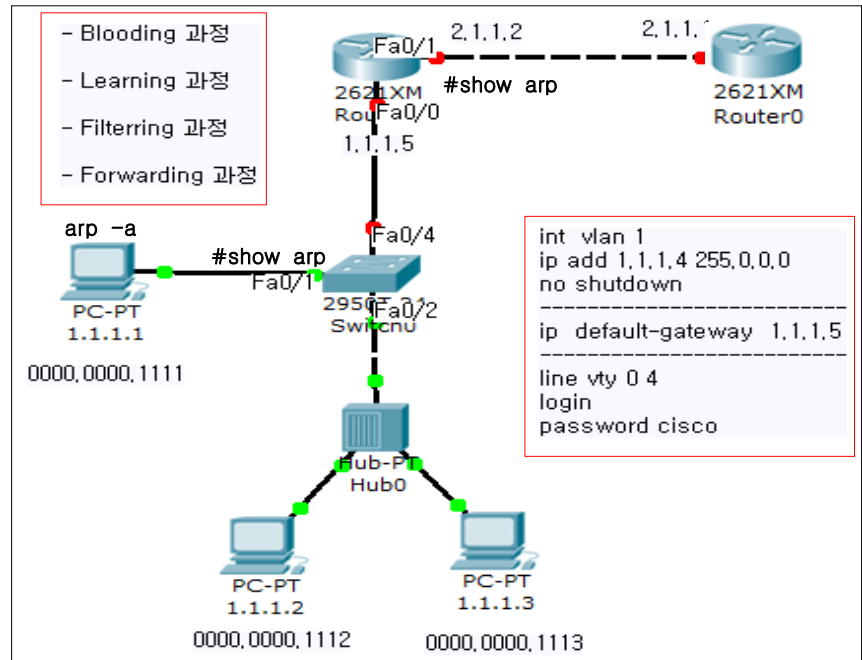 - Blooding 과정
- Learning 과정
- Filterring 과정
- Forwarding 과정
Fa0/1
2,1,1,2
2,1,1,
2621XM
#show arp
2621XM
Router0
Fa0/0
1,1,1,5
Fa0/4
arp -a
#show arp
Fa0/1
PC-PT
1.1.1.1
0000,0000,1111
Fa0/2
int vlan 1
ip add 1,1,1,4 255,0,0,0
no shutdown
---------------------------
ip default-gateway 1,1,1,5
---------------------------
line vty 0 4
login
password cisco
Hub-PT
Hub0
PC-PT
1.1.1.2
0000,0000,1112
PC-PT
1.1.1.3
0000,0000,1113